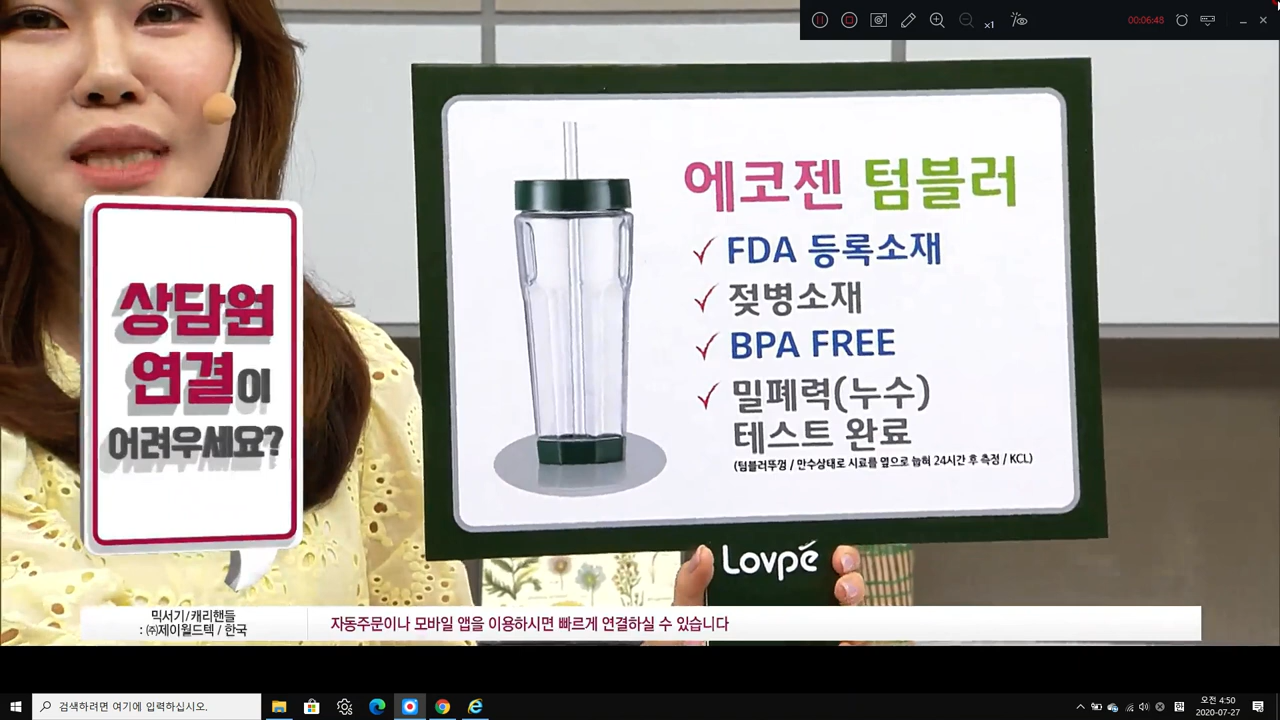 x1
00:06:48
에코젠 텀블러
FDA 등록소재
젖병소재
BPA FREE
밀폐력(누수)
테스트 완료
(텀블러뚜껑 / 만수상태로 시료를 옆으로 눕혀 24시간 후 측정 / KCL)
상담원
연결이
어려우세요?
Lovpé
믹서기/캐리핸들
: ㈜제이월드텍 / 한국
자동주문이나 모바일 앱을 이용하시면 빠르게 연결하실 수 있습니다
검색하려면 여기에 입력하십시오.
오전 4:50
2020-07-27